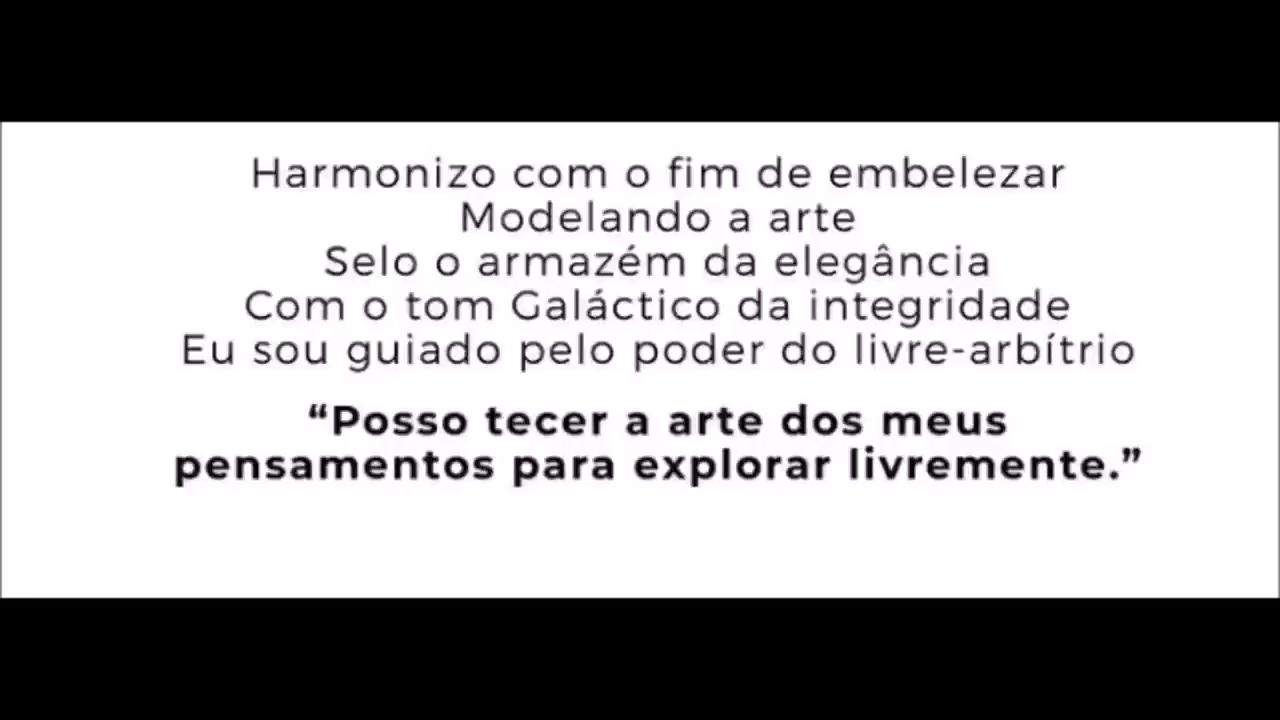 Harmonizo com o fim de embelezar
Modelando a arte
Selo o armazém da elegância
Com o tom Galáctico da integridade
Eu sou guiado pelo poder do livre-arbítrio
“Posso tecer a arte dos meus
pensamentos para explorar livremente.”